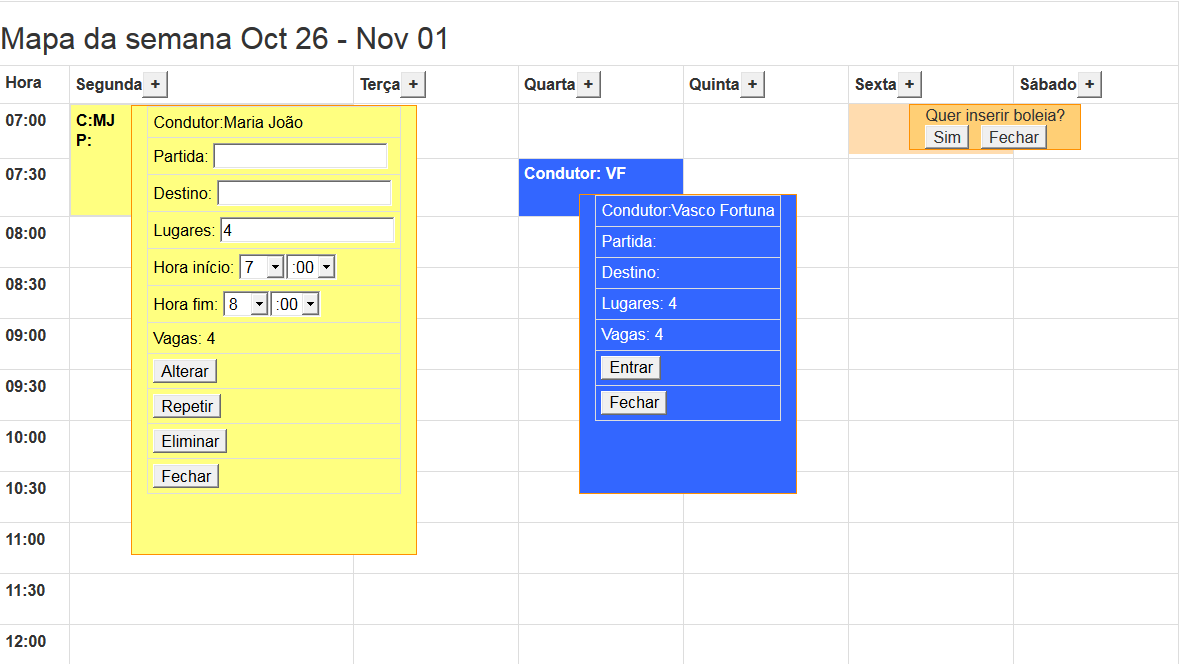 Mapa da semana Oct 26 - Nov 01
Hora Segunda + Terça + Quarta + Quinta + Sexta + Sábado +
07:00
C:MJ
P:
Condutor:Maria João
Partida:
Destino:
Lugares: 4
Hora início: 7 :00
Hora fim: 8 :00
Vagas: 4
Alterar
Repetir
Eliminar
Fechar
Quer inserir boleia?
Sim Fechar
07:30
Condutor: VF
Condutor:Vasco Fortuna
Partida:
Destino:
Lugares: 4
Vagas: 4
Entrar
Fechar
08:00
08:30
09:00
09:30
10:00
10:30
11:00
11:30
12:00